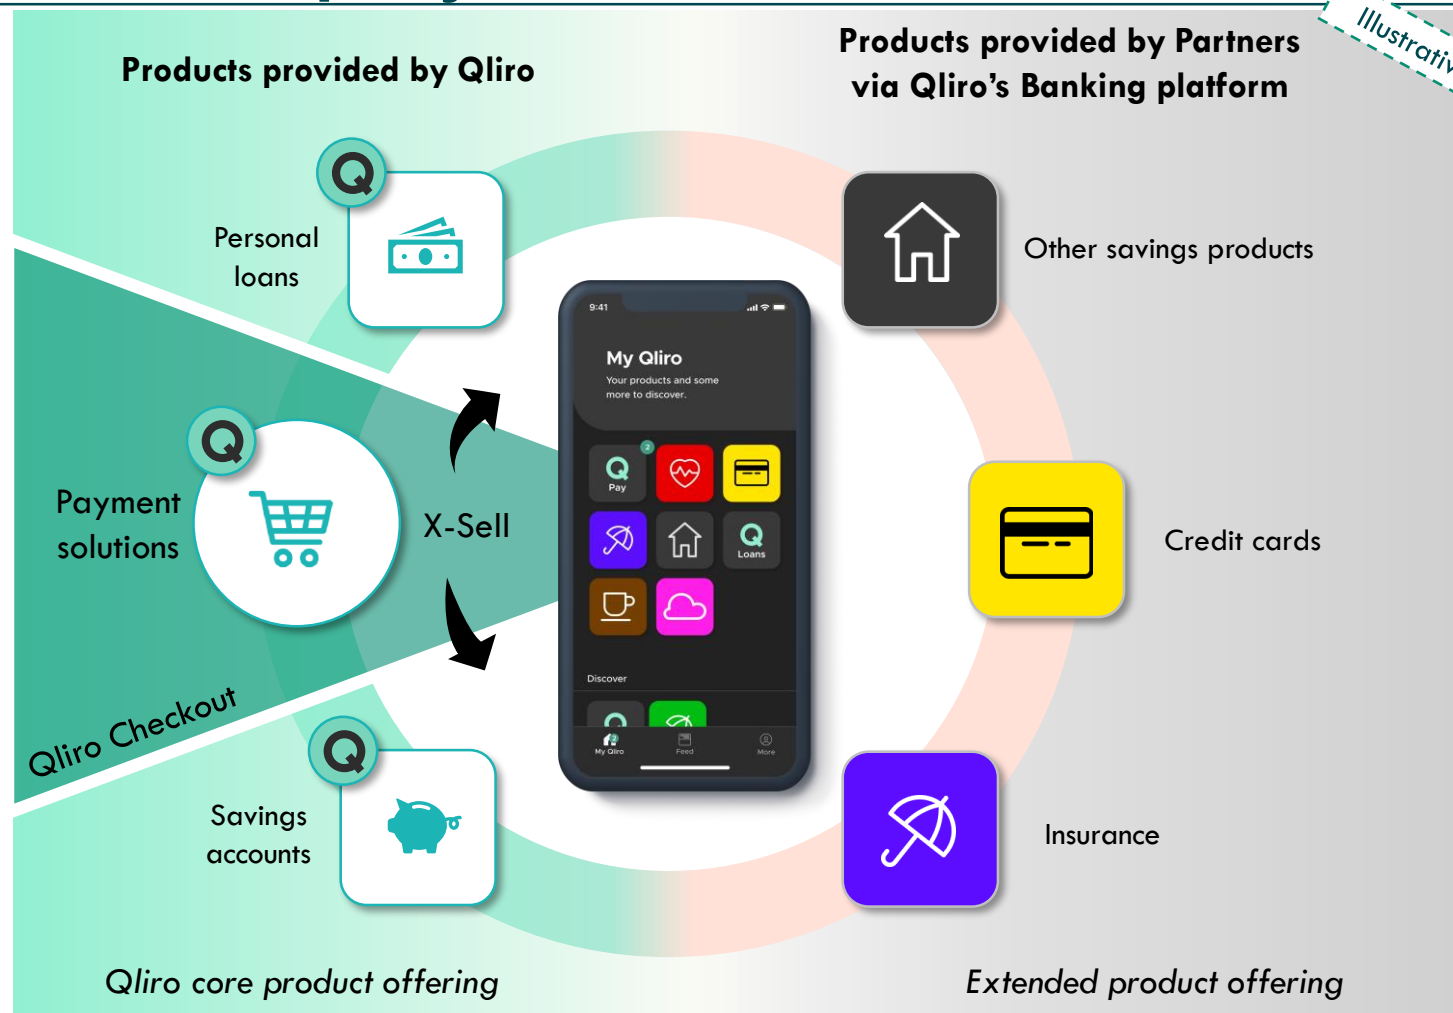 Illustrativ
Products provided by Qliro
Products provided by Partners
via Qliro's Banking platform
Q
Personal
loans
Other savings products
9:41
My Qliro
Your products and some
more to discover.
Q
Pay
2
Q
Loans
Q
Payment
solutions
X-Sell
Credit cards
Qliro Checkout
Discover
Q
2
My Qliro
Feed
More
Q
Savings
accounts
Insurance
Qliro core product offering
Extended product offering